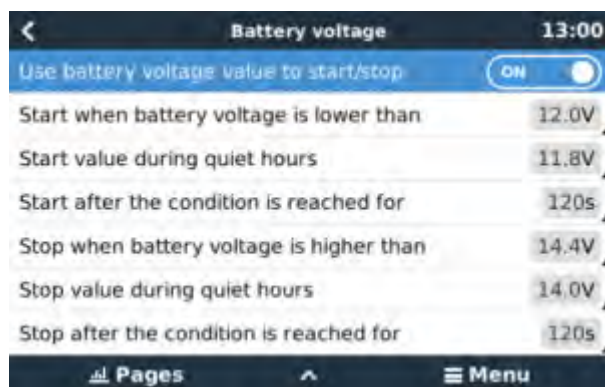 Battery voltage 13:00
Use battery voltage value to start/stop ON
Start when battery voltage is lower than 12.0V
Start value during quiet hours 11.8V
Start after the condition is reached for 120s
Stop when battery voltage is higher than 14.4V
Stop value during quiet hours 14.0V
Stop after the condition is reached for 120s
Pages Menu